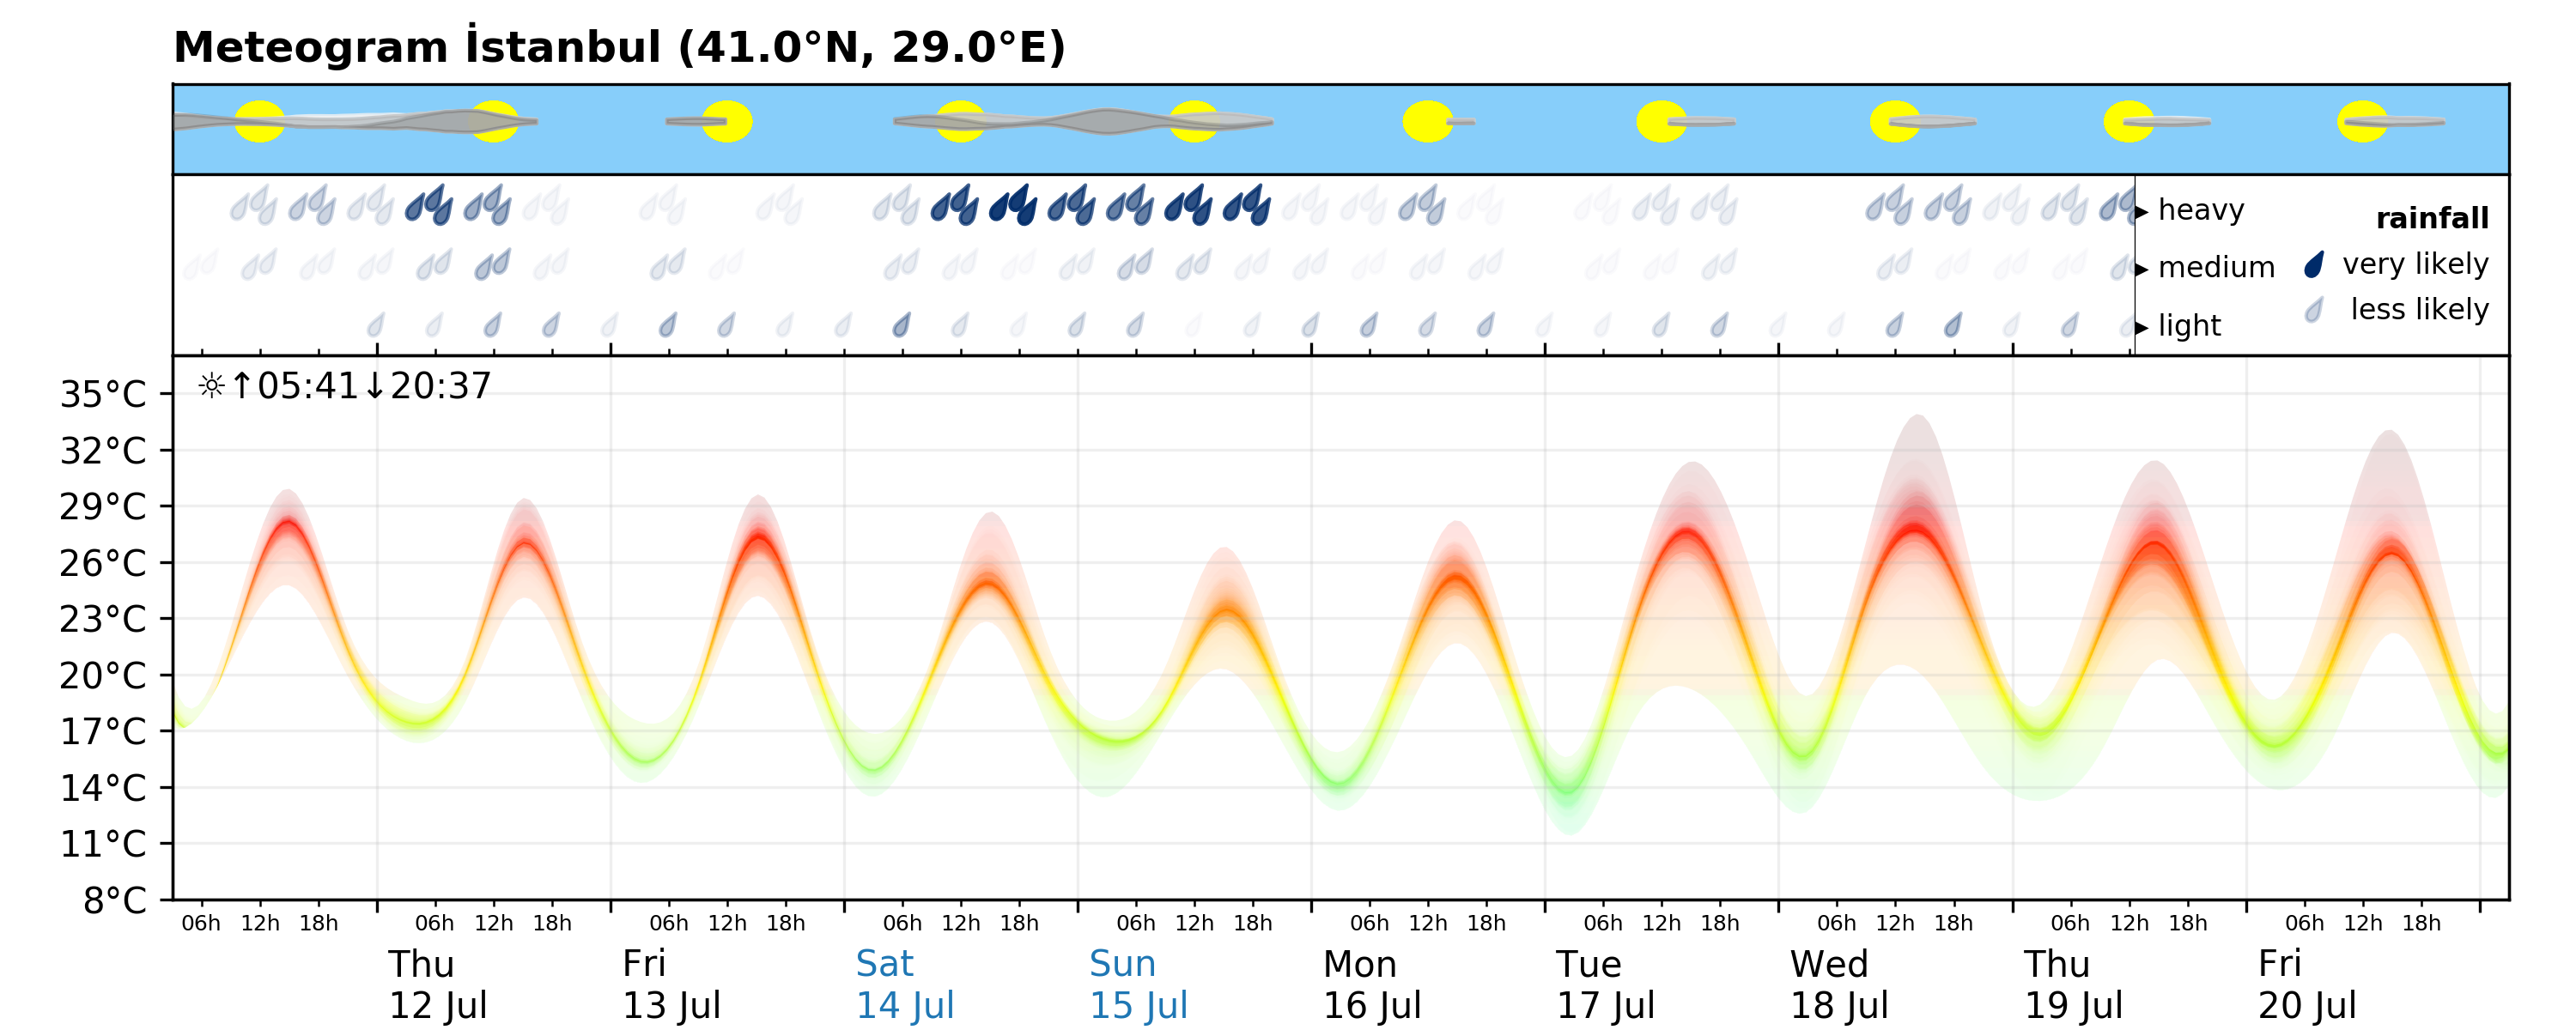 Meteogram İstanbul (41.0°N, 29.0°E)
heavy
rainfall
medium
very likely
less likely
light
☼↑05:41↓20:37
35°C
32°C
29°C
26°C
23°C
20°C
17°C
14°C
11°C
8°C
06h 12h 18h 06h 12h 18h 06h 12h 18h 06h 12h 18h 06h 12h 18h 06h 12h 18h 06h 12h 18h 06h 12h 18h 06h 12h 18h 06h 12h 18h
Thu Fri Sat Sun Mon Tue Wed Thu Fri
12 Jul 13 Jul 14 Jul 15 Jul 16 Jul 17 Jul 18 Jul 19 Jul 20 Jul